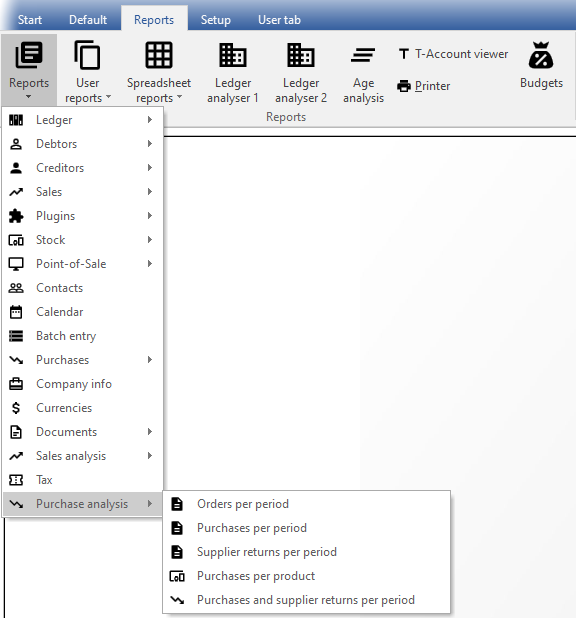 Start Default Reports Setup User tab
Reports User reports Spreadsheet reports Ledger analyser 1 Ledger analyser 2 Age analysis T-Account viewer Printer Budgets
Reports
Ledger
Debtors
Creditors
Sales
Plugins
Stock
Point-of-Sale
Contacts
Calendar
Batch entry
Purchases
Company info
Currencies
Documents
Sales analysis
Tax
Purchase analysis
Orders per period
Purchases per period
Supplier returns per period
Purchases per product
Purchases and supplier returns per period